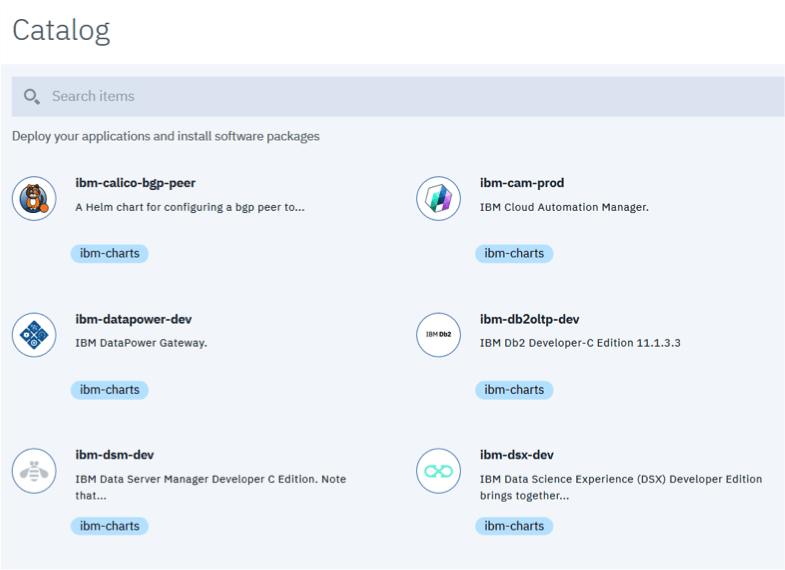 Catalog
Search items
Deploy your applications and install software packages
ibm-calico-bgp-peer
A Helm chart for configuring a bgp peer to...
ibm-charts
ibm-cam-prod
IBM Cloud Automation Manager.
ibm-charts
ibm-datapower-dev
IBM DataPower Gateway.
ibm-charts
IBM Db2
ibm-db2oltp-dev
IBM Db2 Developer-C Edition 11.1.3.3
ibm-charts
ibm-dsm-dev
IBM Data Server Manager Developer C Edition. Note
that...
ibm-charts
ibm-dsx-dev
IBM Data Science Experience (DSX) Developer Edition
brings together...
ibm-charts